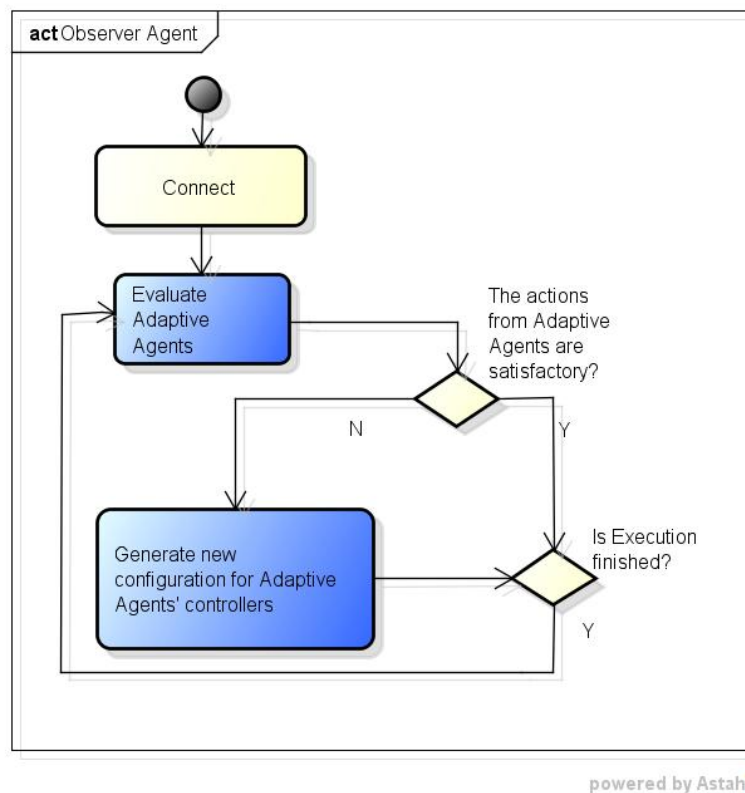 act Observer Agent
Connect
Evaluate
Adaptive
Agents
The actions
from Adaptive
Agents are
satisfactory?
N
Y
Generate new
configuration for Adaptive
Agents' controllers
Is Execution
finished?
Y
powered by Astah